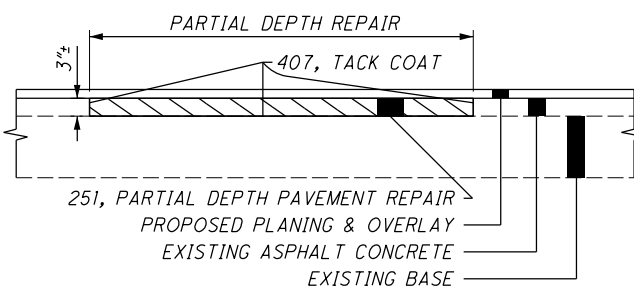 PARTIAL DEPTH REPAIR
3"±
407, TACK COAT
251, PARTIAL DEPTH PAVEMENT REPAIR
PROPOSED PLANING & OVERLAY
EXISTING ASPHALT CONCRETE
EXISTING BASE